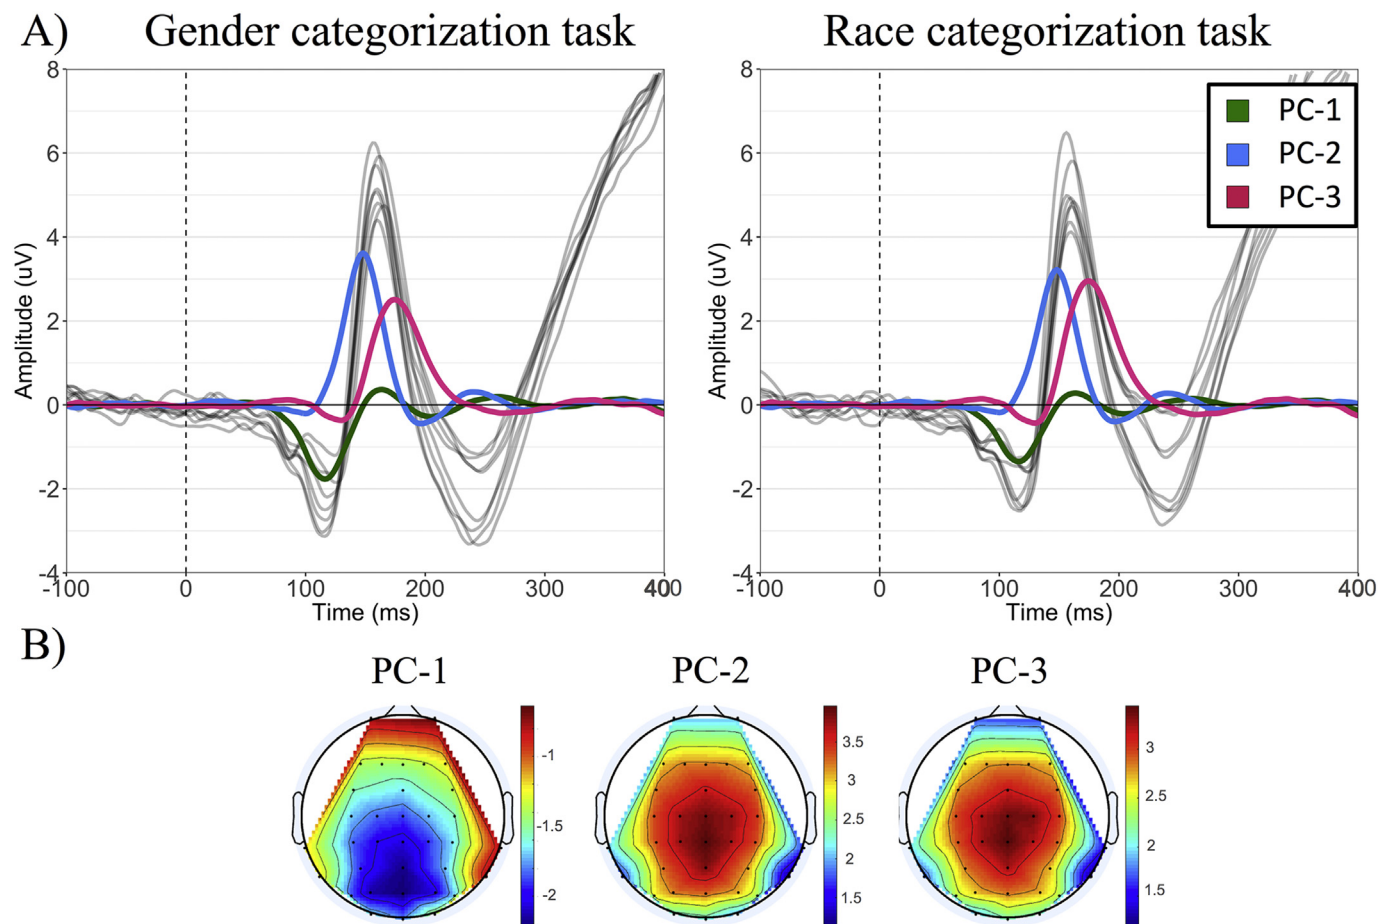 A) Gender categorization task Race categorization task
8 8
PC-1
6 6 PC-2
PC-3
4 4
Amplitude (uV) Amplitude (uV)
2 2
0 0
-2 -2
-4 -4
-100 0 100 200 300 400 -100 0 100 200 300 400
Time (ms) Time (ms)
B)
PC-1 PC-2 PC-3
-1 3.5 3
3 2.5
-1.5 2.5 2
2
-2 1.5 1.5